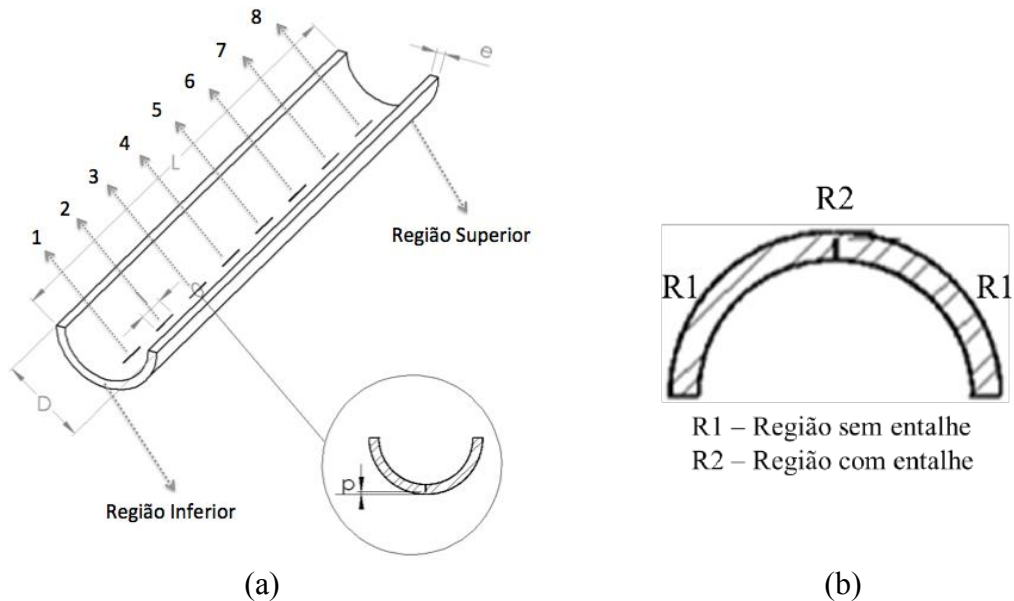 8
7
e
6
5
4
L
3
2
1
Região Superior
D
p
Região Inferior
(a)
R2
R1
R1
R1 – Região sem entalhe
R2 – Região com entalhe
(b)